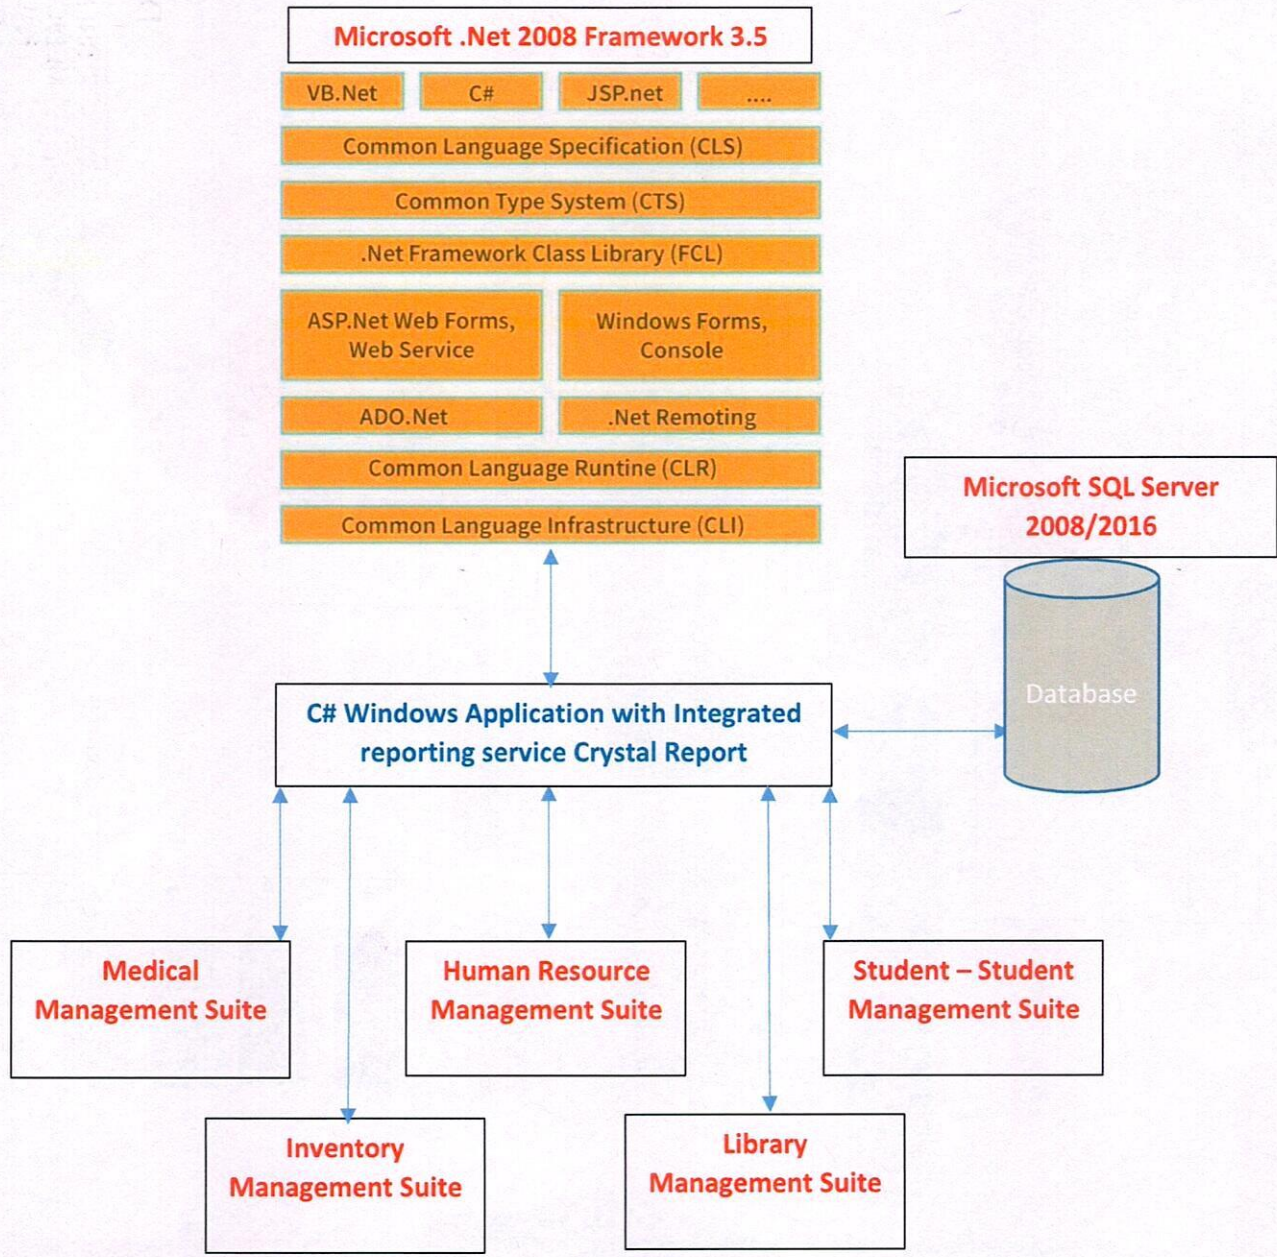 Microsoft .Net 2008 Framework 3.5
VB.Net
C#
JSP.net
....
Common Language Specification (CLS)
Common Type System (CTS)
.Net Framework Class Library (FCL)
ASP.Net Web Forms,
Web Service
Windows Forms,
Console
ADO.Net
.Net Remoting
Common Language Runtime (CLR)
Common Language Infrastructure (CLI)
Microsoft SQL Server
2008/2016
Database
C# Windows Application with Integrated
reporting service Crystal Report
Medical
Management Suite
Human Resource
Management Suite
Student – Student
Management Suite
Inventory
Management Suite
Library
Management Suite